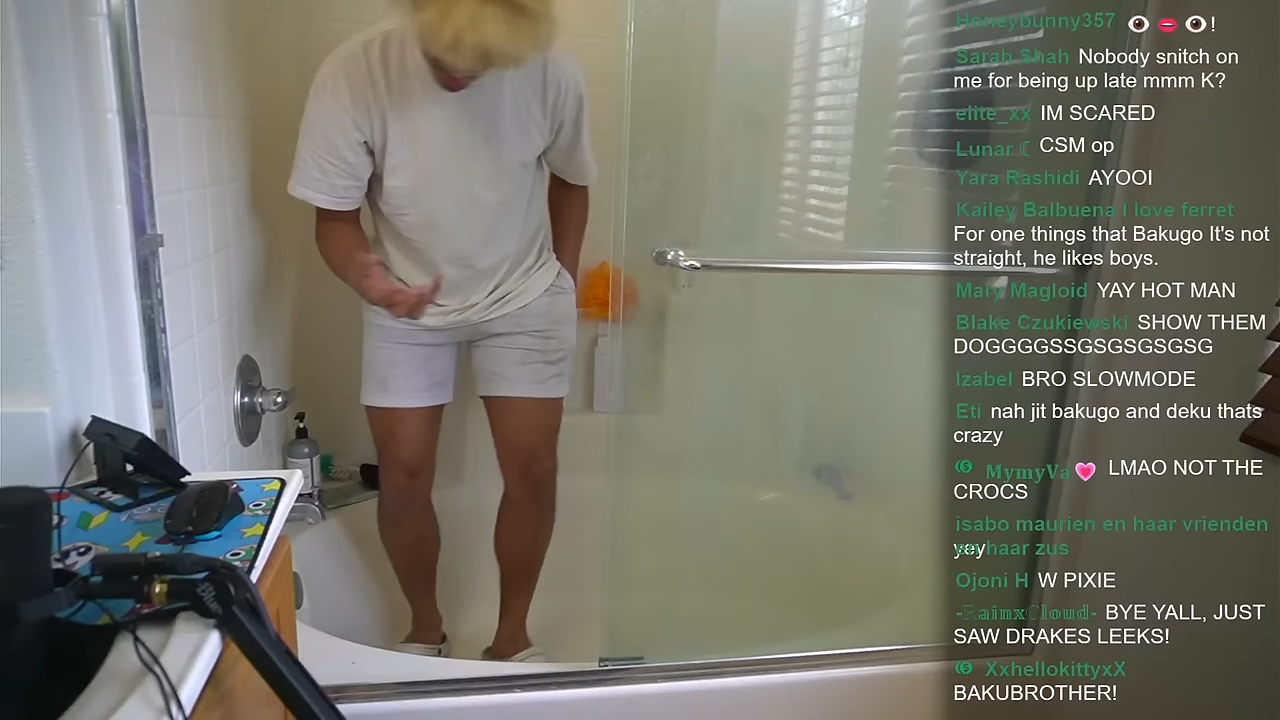 Honeybunny357 👁️👄👁️!
Sarah Shah Nobody snitch on
me for being up late mmm K?
elite_xx IM SCARED
Lunar☾ CSM op
Yara Rashidi AYOOI
Kailey Balbuena I love ferret
For one things that Bakugo It's not
straight, he likes boys.
Mary Magloid YAY HOT MAN
Blake Czukiewski SHOW THEM
DOGGGGSSGSGSGSGSG
Izabel BRO SLOWMODE
Eti nah jit bakugo and deku thats
crazy
MymyVa💗 LMAO NOT THE
CROCS
isabo maurien en haar vrienden
en haar zus
yay
Ojoni H W PIXIE
-RainxCloud- BYE YALL, JUST
SAW DRAKES LEEKS!
XxhellokittyxX
BAKUBROTHER!
Blue